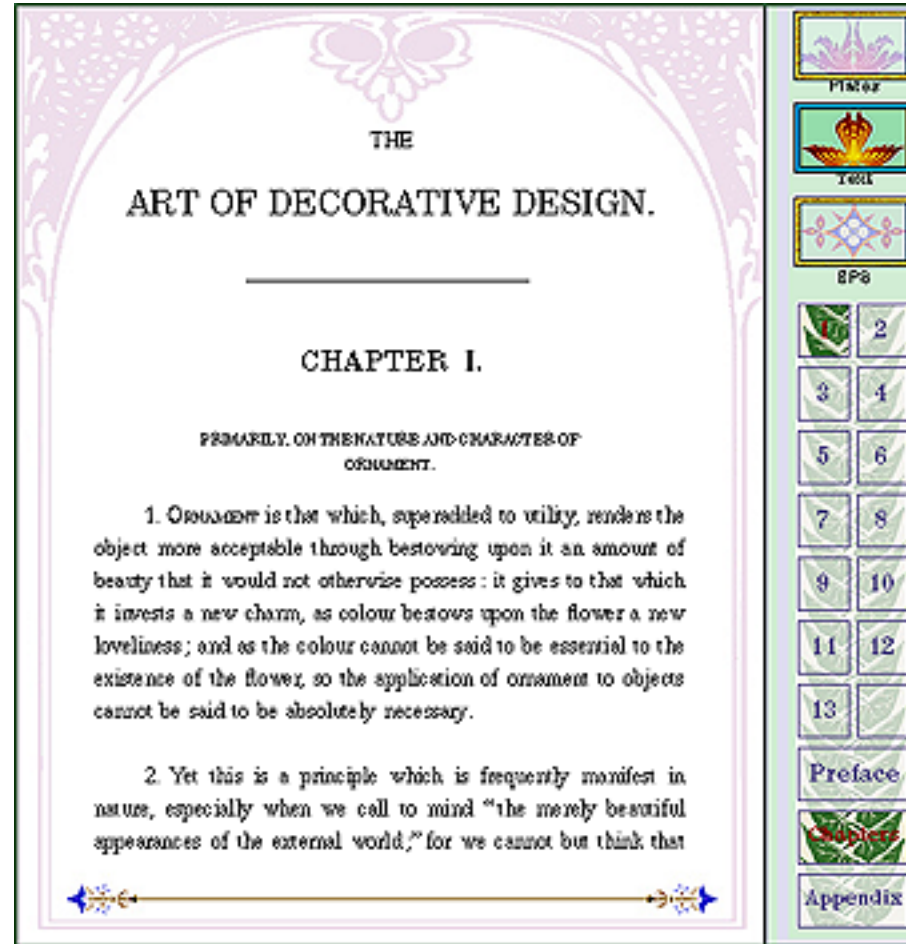 THE
ART OF DECORATIVE DESIGN.
CHAPTER I.
PRIMARILY, ON THE NATURE AND CHARACTER OF
ORNAMENT.
1. ORNAMENT is that which, superadded to utility, renders the
object more acceptable through bestowing upon it an amount of
beauty that it would not otherwise possess : it gives to that which
it invests a new charm, as colour bestows upon the flower a new
loveliness ; and as the colour cannot be said to be essential to the
existence of the flower, so the application of ornament to objects
cannot be said to be absolutely necessary.
2. Yet this is a principle which is frequently manifest in
nature, especially when we call to mind "the merely beautiful
appearances of the external world," for we cannot but think that
Plates
Text
SPS
1 2
3 4
5 6
7 8
9 10
11 12
13
Preface
Chapters
Appendix